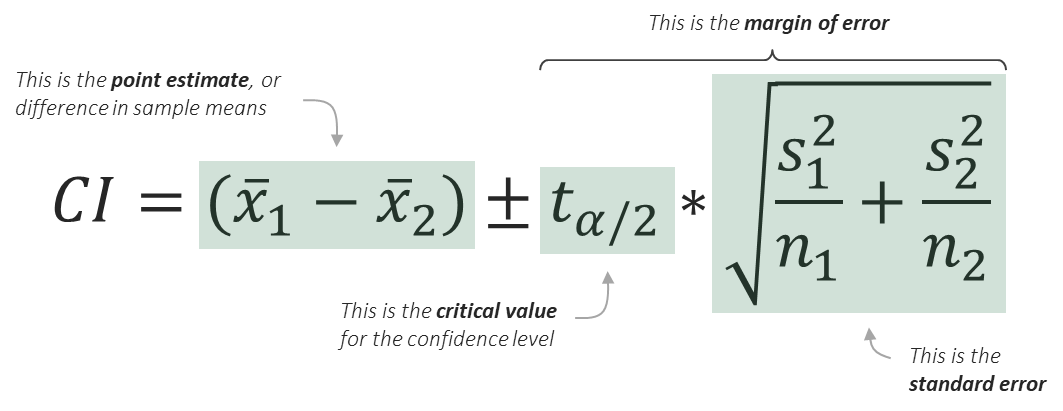 This is the margin of error
This is the point estimate, or
difference in sample means
CI = (x̄₁ − x̄₂) ± t_α/2 * √(s₁²/n₁ + s₂²/n₂)
This is the critical value
for the confidence level
This is the
standard error